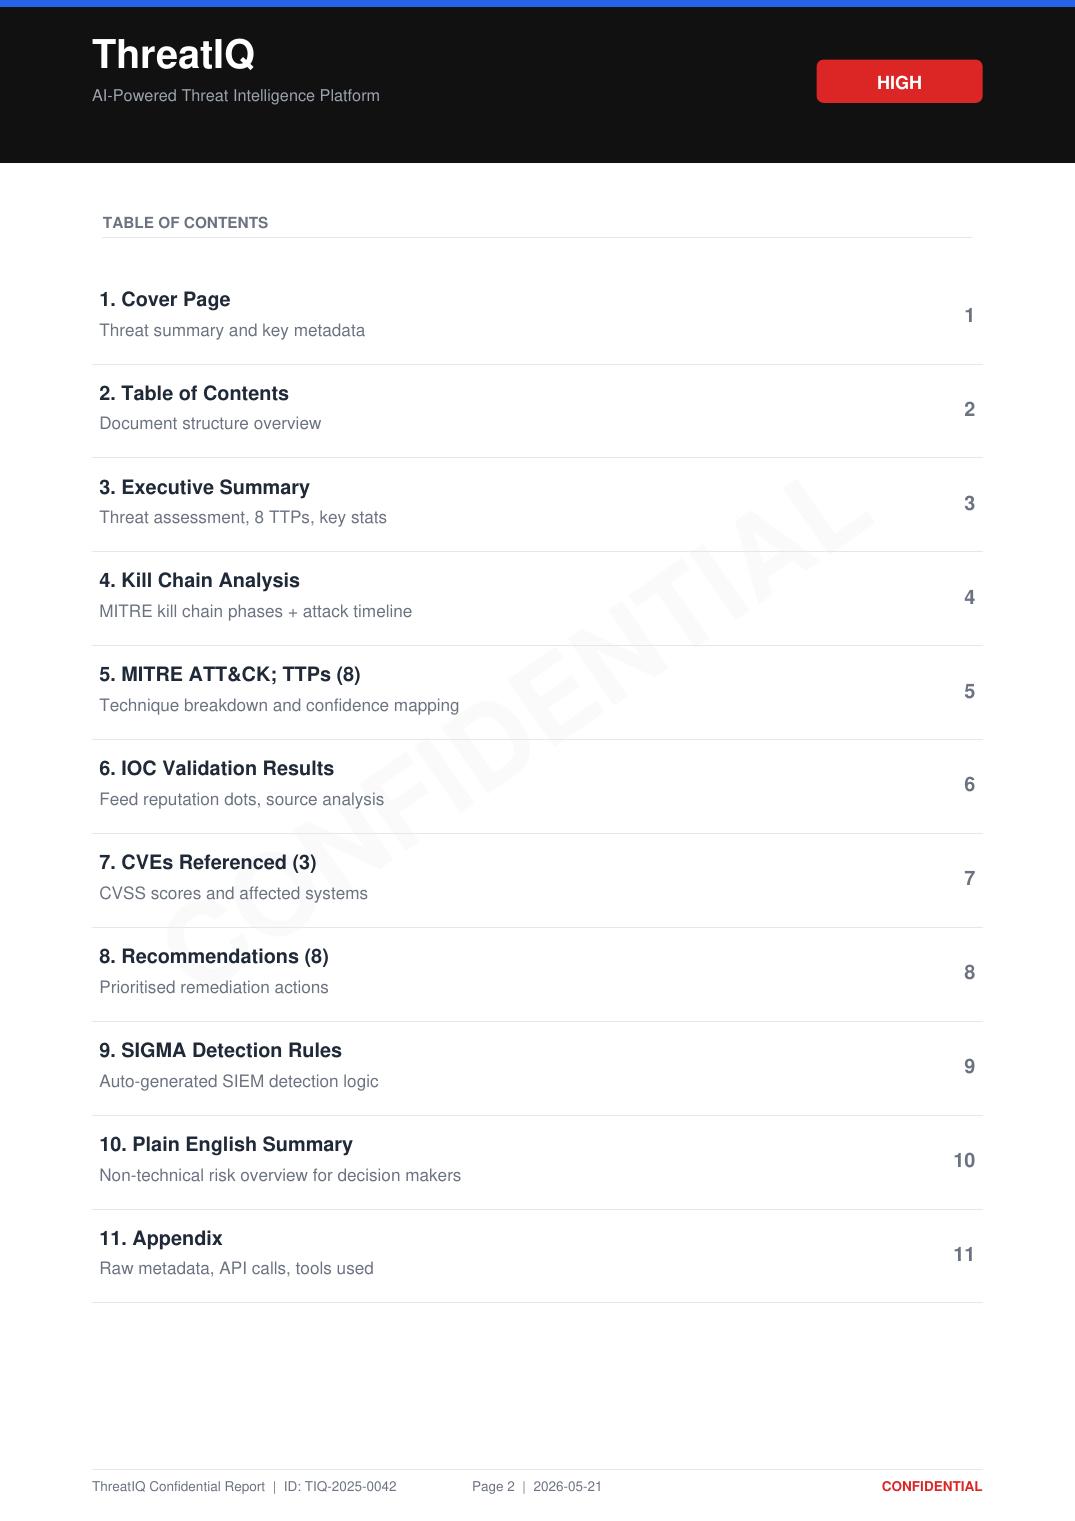 ThreatIQ
AI-Powered Threat Intelligence Platform
HIGH
TABLE OF CONTENTS
1. Cover Page
Threat summary and key metadata
1
2. Table of Contents
Document structure overview
2
3. Executive Summary
Threat assessment, 8 TTPs, key stats
3
4. Kill Chain Analysis
MITRE kill chain phases + attack timeline
4
5. MITRE ATT&CK; TTPs (8)
Technique breakdown and confidence mapping
5
6. IOC Validation Results
Feed reputation dots, source analysis
6
7. CVEs Referenced (3)
CVSS scores and affected systems
7
8. Recommendations (8)
Prioritised remediation actions
8
9. SIGMA Detection Rules
Auto-generated SIEM detection logic
9
10. Plain English Summary
Non-technical risk overview for decision makers
10
11. Appendix
Raw metadata, API calls, tools used
11
CONFIDENTIAL
ThreatIQ Confidential Report | ID: TIQ-2025-0042 Page 2 | 2026-05-21 CONFIDENTIAL